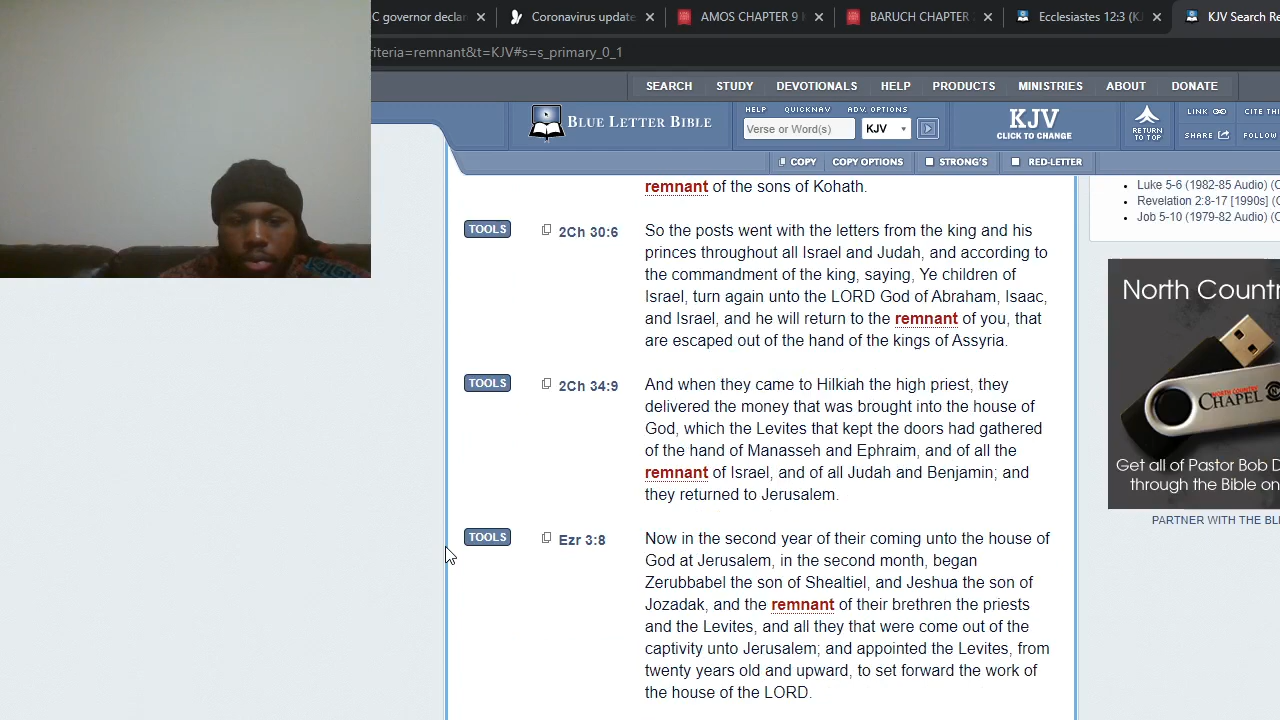 C governor declar
Coronavirus update
AMOS CHAPTER 9
BARUCH CHAPTER
Ecclesiastes 12:3 (K
KJV Search Re
riteria=remnant&t=KJV#s=s_primary_0_1
SEARCH STUDY DEVOTIONALS HELP PRODUCTS MINISTRIES ABOUT DONATE
BLUE LETTER BIBLE
HELP QUICKNAV ADV. OPTIONS
Verse or Word(s) KJV
KJV
CLICK TO CHANGE
RETURN
TO TOP
LINK CITE THI
SHARE FOLLOW
COPY COPY OPTIONS STRONG'S RED-LETTER
remnant of the sons of Kohath.
TOOLS 2Ch 30:6 So the posts went with the letters from the king and his
princes throughout all Israel and Judah, and according to
the commandment of the king, saying, Ye children of
Israel, turn again unto the LORD God of Abraham, Isaac,
and Israel, and he will return to the remnant of you, that
are escaped out of the hand of the kings of Assyria.
TOOLS 2Ch 34:9 And when they came to Hilkiah the high priest, they
delivered the money that was brought into the house of
God, which the Levites that kept the doors had gathered
of the hand of Manasseh and Ephraim, and of all the
remnant of Israel, and of all Judah and Benjamin; and
they returned to Jerusalem.
TOOLS Ezr 3:8 Now in the second year of their coming unto the house of
God at Jerusalem, in the second month, began
Zerubbabel the son of Shealtiel, and Jeshua the son of
Jozadak, and the remnant of their brethren the priests
and the Levites, and all they that were come out of the
captivity unto Jerusalem; and appointed the Levites, from
twenty years old and upward, to set forward the work of
the house of the LORD.
Luke 5-6 (1982-85 Audio) (C
Revelation 2:8-17 [1990s] (C
Job 5-10 (1979-82 Audio) (C
North Countr
NORTH COUNTRY
CHAPEL
Get all of Pastor Bob D
through the Bible on
PARTNER WITH THE BL